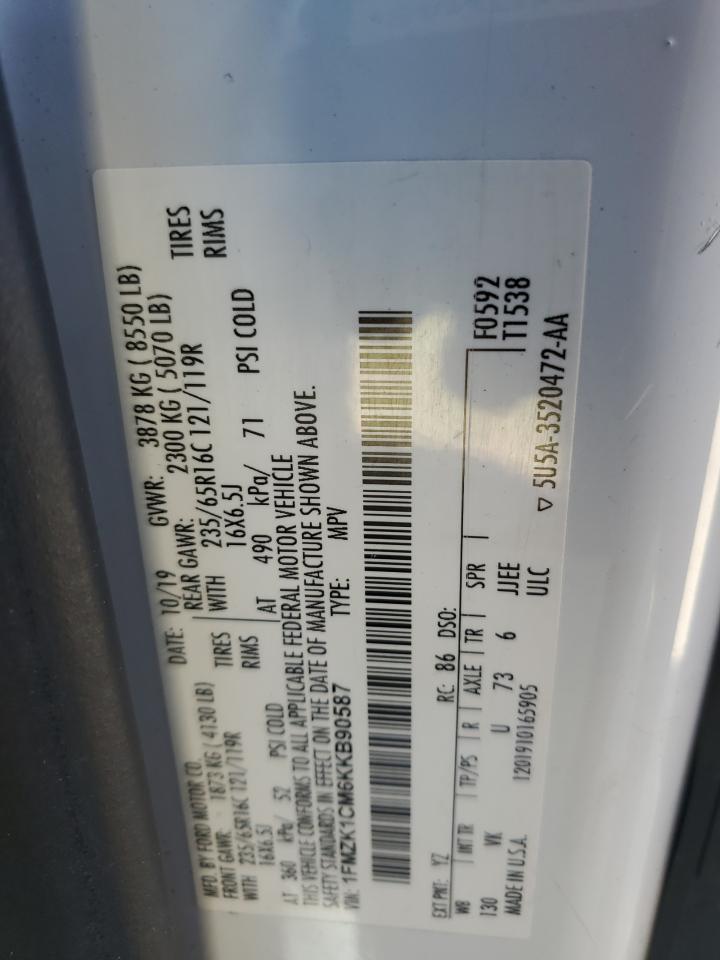 MFD. BY FORD MOTOR CO.
DATE: 10/19 GVWR: 3878 KG ( 8550 LB)
FRONT GAWR: 1873 KG ( 4130 LB) REAR GAWR: 2300 KG ( 5070 LB)
WITH 235/65R16C 121/119R TIRES WITH 235/65R16C 121/119R TIRES
16X6.5J RIMS 16X6.5J RIMS
AT 360 kPa/ 52 PSI COLD AT 490 kPa/ 71 PSI COLD
THIS VEHICLE CONFORMS TO ALL APPLICABLE FEDERAL MOTOR VEHICLE
SAFETY STANDARDS IN EFFECT ON THE DATE OF MANUFACTURE SHOWN ABOVE.
VIN: 1FMZK1CM6KKB90587 TYPE: MPV
EXT PNT: YZ RC: 86 DSO:
WB INT TR TP/PS R AXLE TR SPR F0592
130 VK U 73 6 JJEE T1538
MADE IN U.S.A. 1201910165905 ULC
▽ 5U5A-3520472-AA